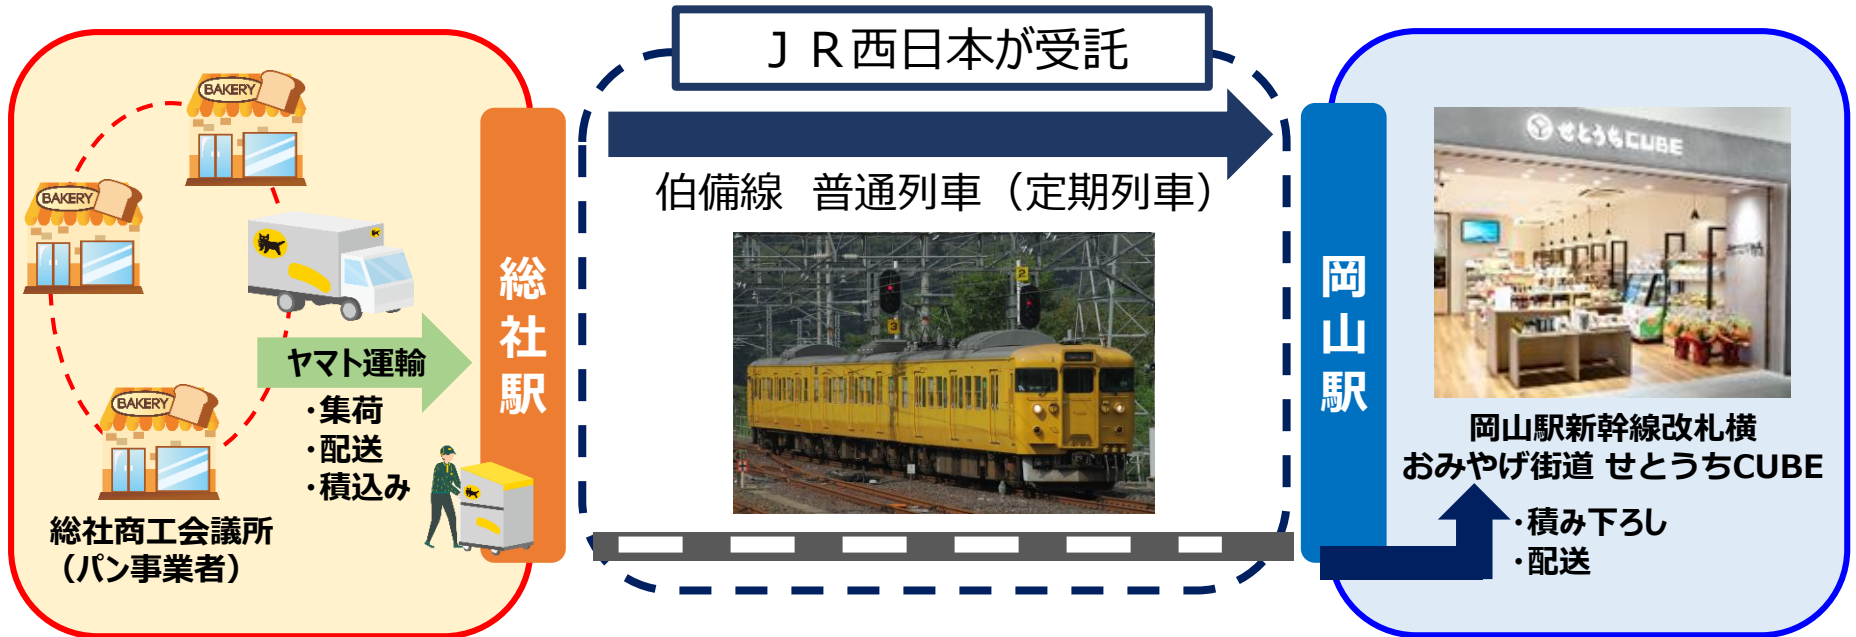 JR西日本が受託
BAKERY
BAKERY
BAKERY
ヤマト運輸
・集荷
・配送
・積込み
総社商工会議所
（パン事業者）
総社駅
伯備線 普通列車（定期列車）
2
3
岡山駅
せとうちCUBE
岡山駅新幹線改札横
おみやげ街道 せとうちCUBE
・積み下ろし
・配送